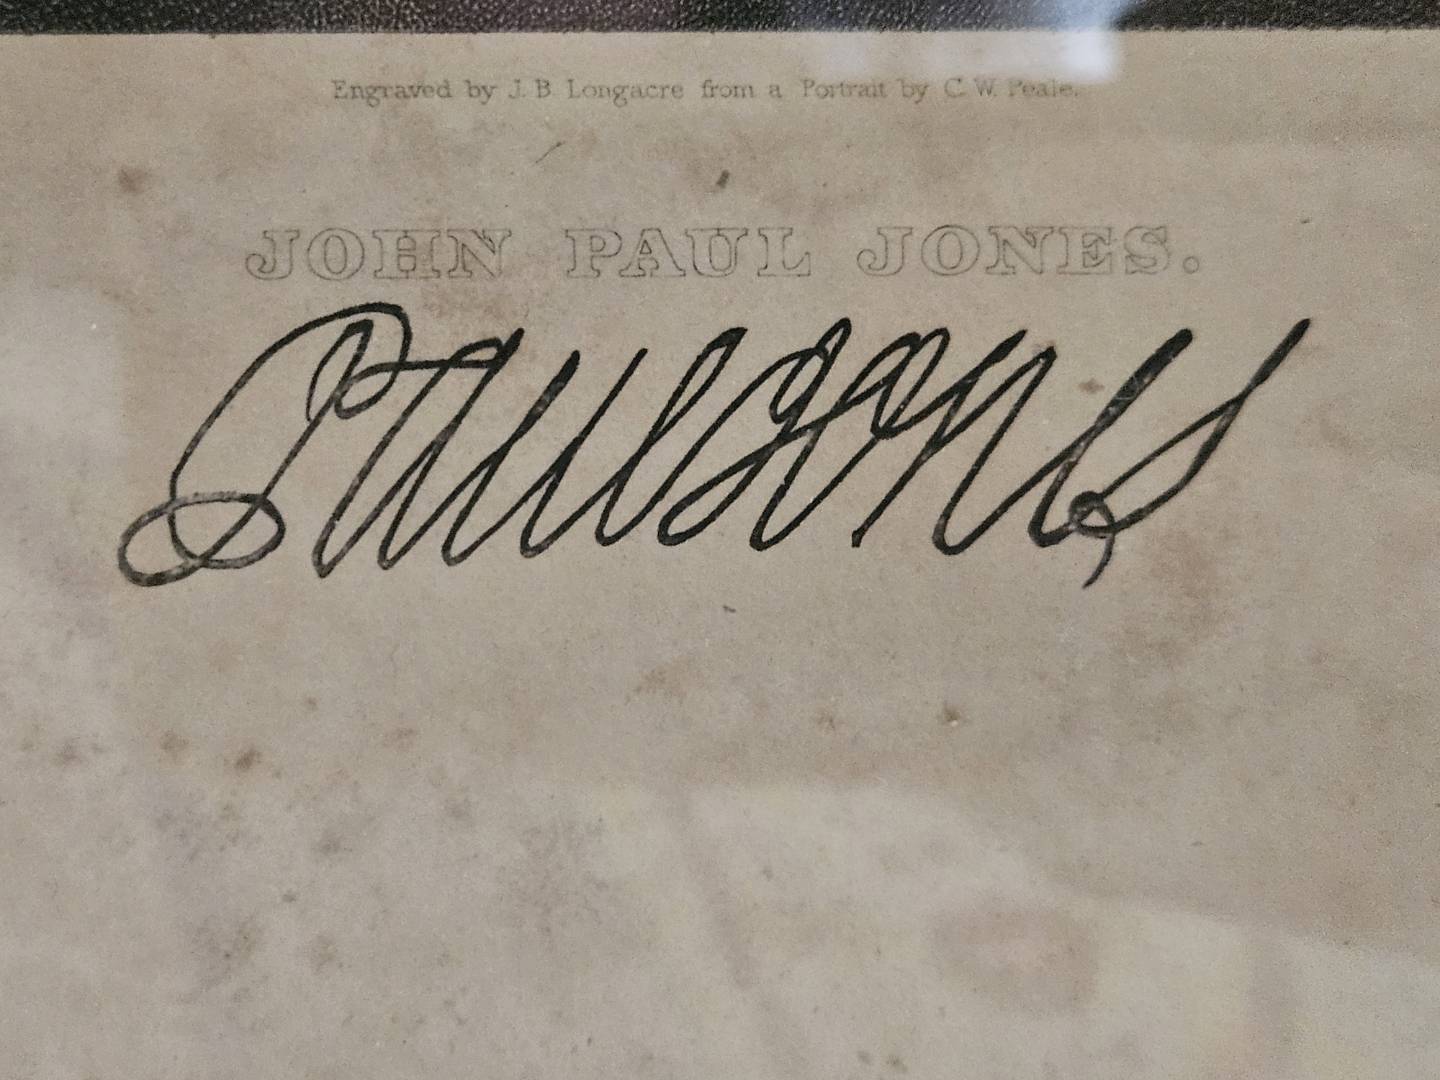 Engraved by J. B. Longacre from a Portrait by C. W. Peale.
JOHN PAUL JONES.